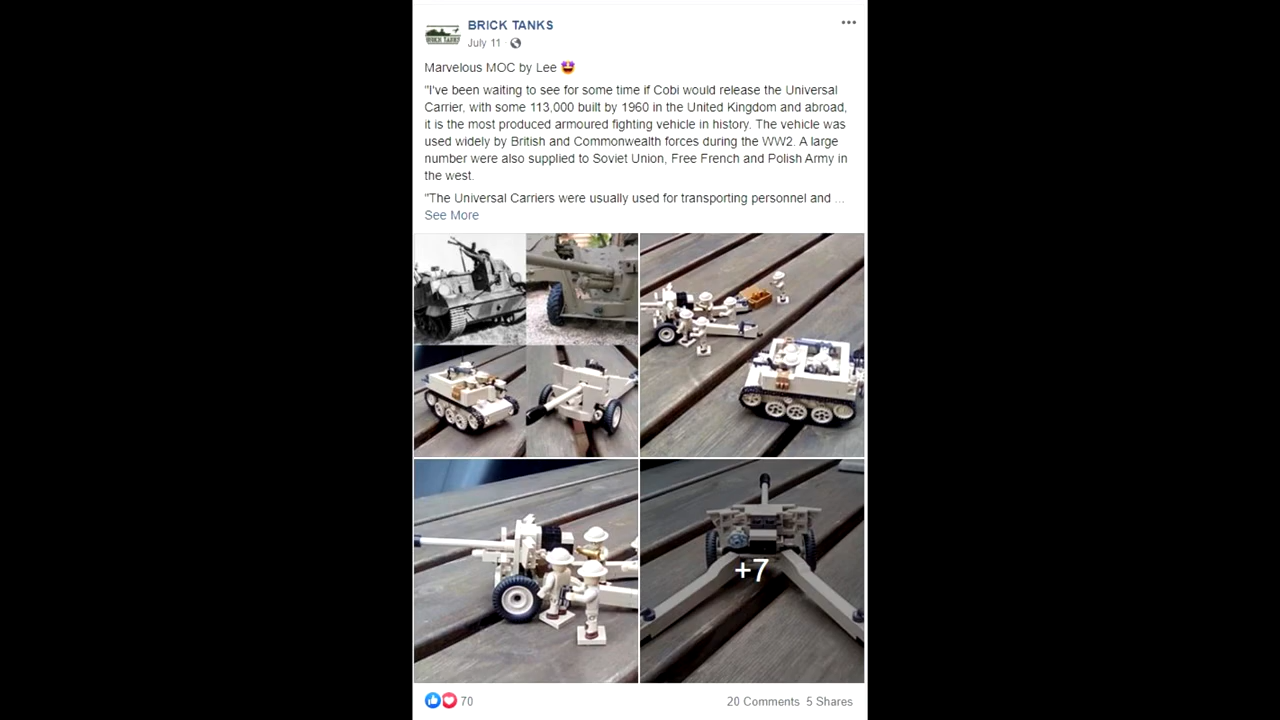 BRICK TANKS
July 11
Marvelous MOC by Lee 🤩
"I've been waiting to see for some time if Cobi would release the Universal
Carrier, with some 113,000 built by 1960 in the United Kingdom and abroad,
it is the most produced armoured fighting vehicle in history. The vehicle was
used widely by British and Commonwealth forces during the WW2. A large
number were also supplied to Soviet Union, Free French and Polish Army in
the west.
"The Universal Carriers were usually used for transporting personnel and ...
See More
+7
70
20 Comments 5 Shares